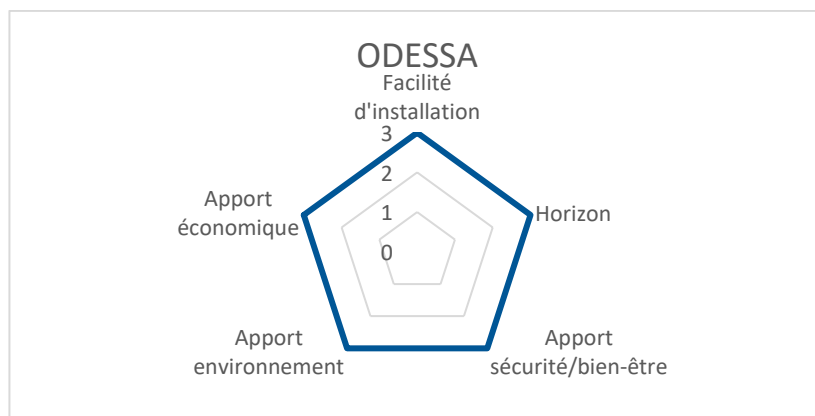 ODESSA
Facilité
d'installation
3
2
1
0
Horizon
Apport
sécurité/bien-être
Apport
environnement
Apport
économique